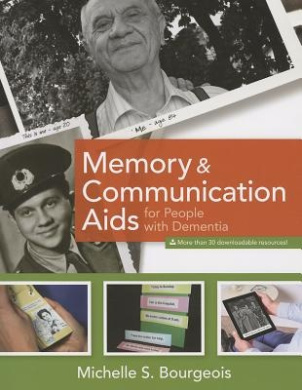 This is me - age 20
"Me" - age 84
Memory &
Communication
Aids for People
with Dementia
More than 30 downloadable resources!
Michelle S. Bourgeois